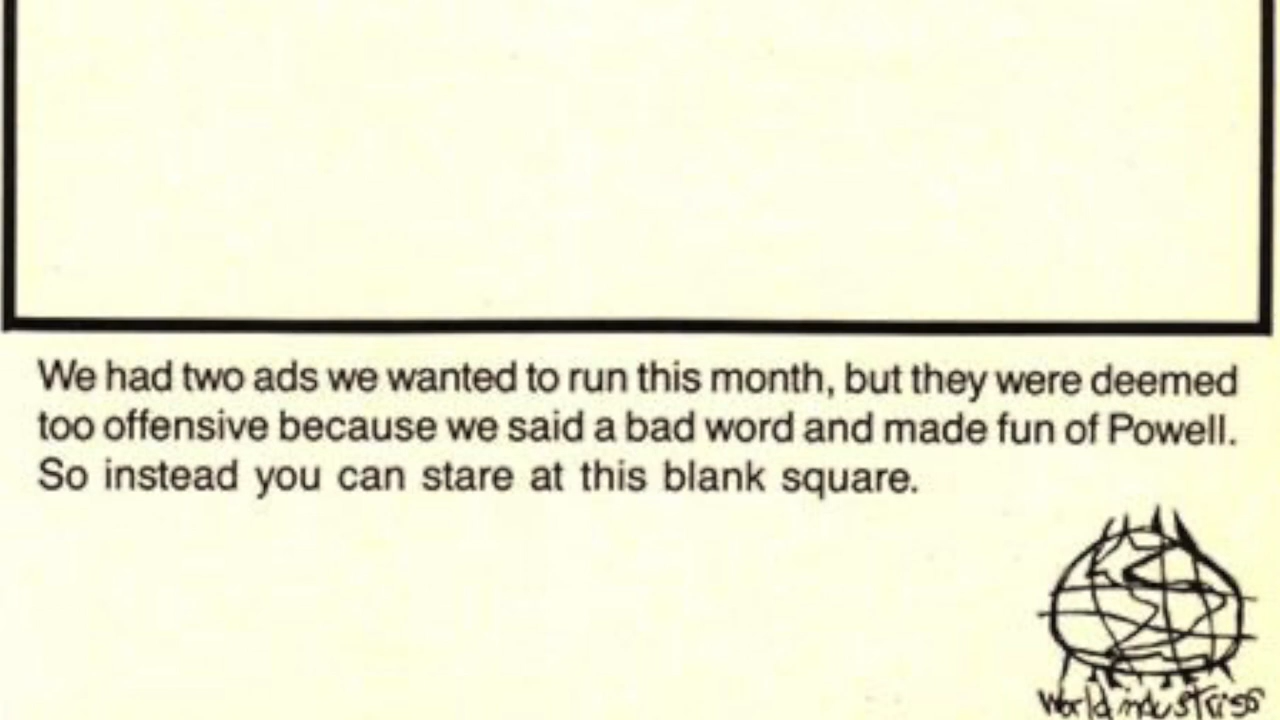 We had two ads we wanted to run this month, but they were deemed
too offensive because we said a bad word and made fun of Powell.
So instead you can stare at this blank square.
World industries